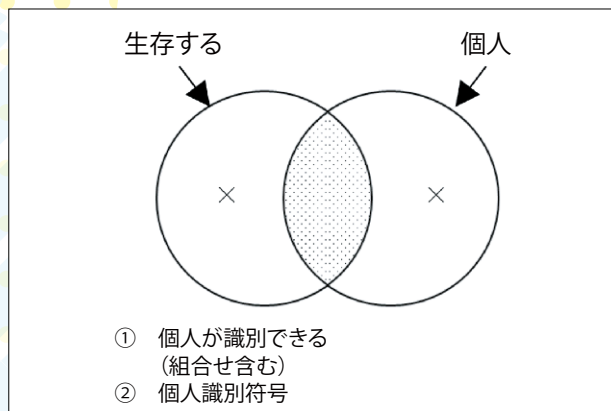 生存する
個人
① 個人が識別できる
（組合せ含む）
② 個人識別符号